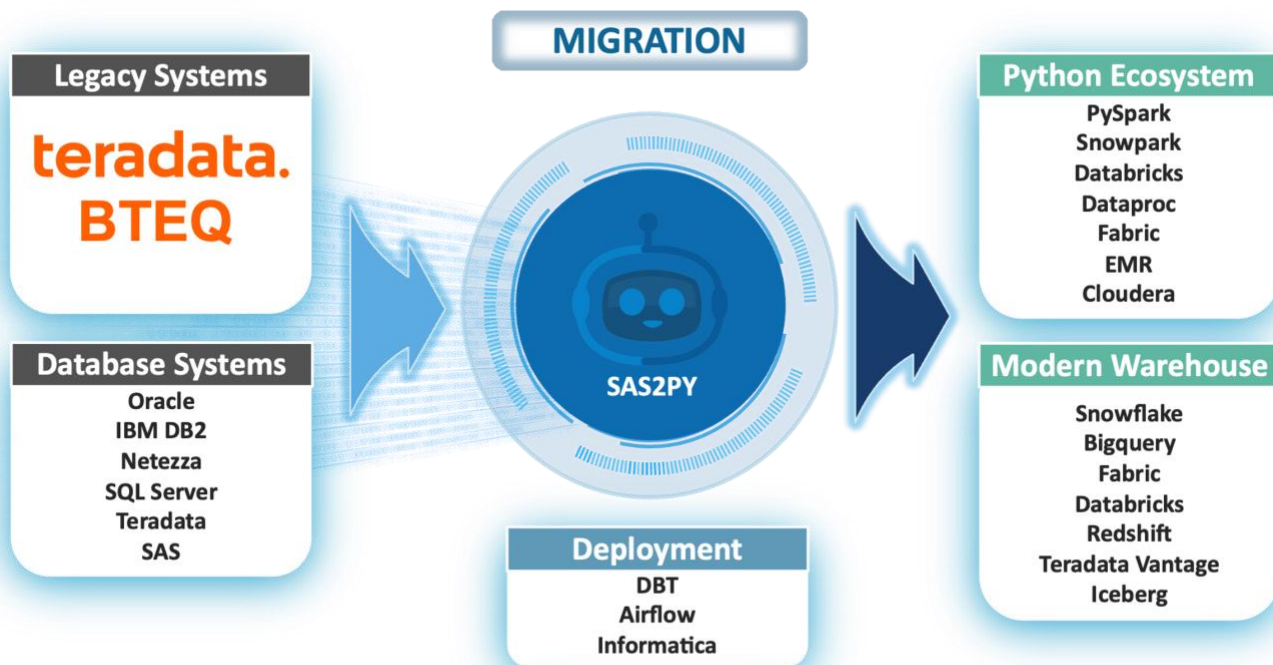 MIGRATION
Legacy Systems
teradata.
BTEQ
Database Systems
Oracle
IBM DB2
Netezza
SQL Server
Teradata
SAS
SAS2PY
Deployment
DBT
Airflow
Informatica
Python Ecosystem
PySpark
Snowpark
Databricks
Dataproc
Fabric
EMR
Cloudera
Modern Warehouse
Snowflake
Bigquery
Fabric
Databricks
Redshift
Teradata Vantage
Iceberg